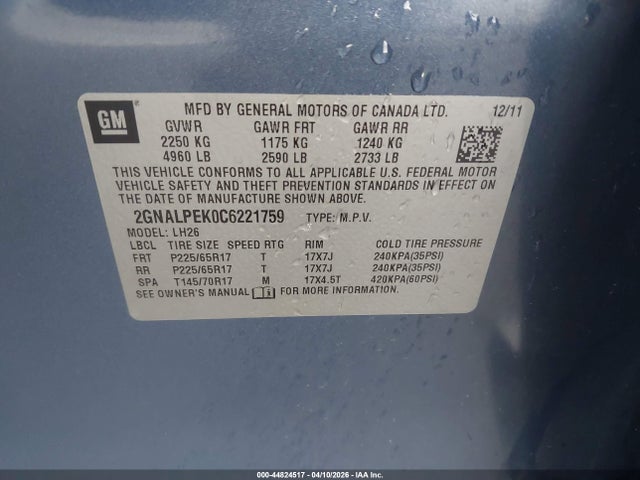 GM
MFD BY GENERAL MOTORS OF CANADA LTD. 12/11
GVWR GAWR FRT GAWR RR
2250 KG 1175 KG 1240 KG
4960 LB 2590 LB 2733 LB
THIS VEHICLE CONFORMS TO ALL APPLICABLE U.S. FEDERAL MOTOR
VEHICLE SAFETY AND THEFT PREVENTION STANDARDS IN EFFECT ON
THE DATE OF MANUFACTURE SHOWN ABOVE.
2GNALPEK0C6221759 TYPE: M.P.V.
MODEL: LH26
LBCL TIRE SIZE SPEED RTG RIM COLD TIRE PRESSURE
FRT P225/65R17 T 17X7J 240KPA(35PSI)
RR P225/65R17 T 17X7J 240KPA(35PSI)
SPA T145/70R17 M 17X4.5T 420KPA(60PSI)
SEE OWNER'S MANUAL FOR MORE INFORMATION.
000-44824517 - 04/10/2026 - IAAI.com